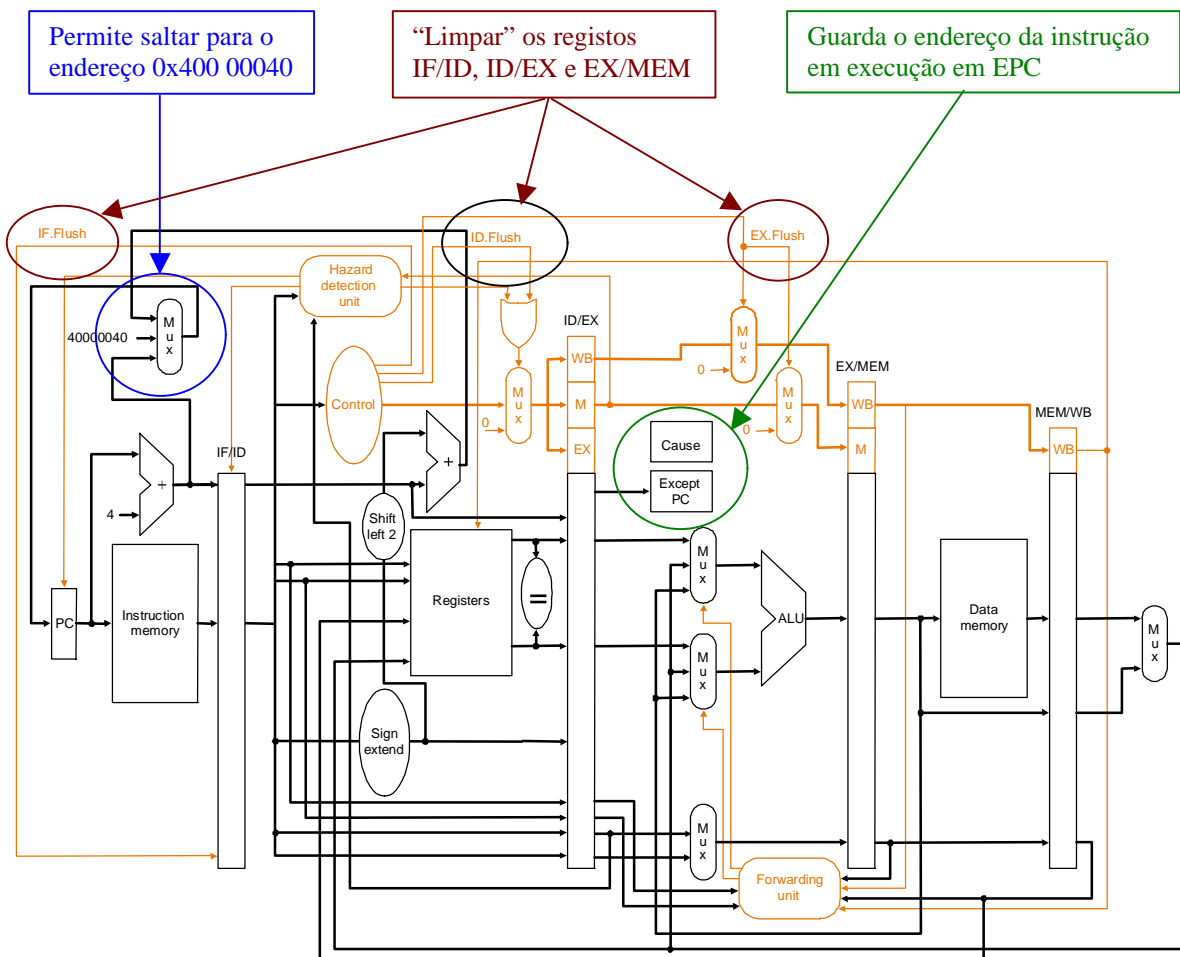 Permite saltar para o
endereço 0x400 00040
“Limpar” os registos
IF/ID, ID/EX e EX/MEM
Guarda o endereço da instrução
em execução em EPC
IF.Flush
ID.Flush
EX.Flush
Hazard
detection
unit
M
u
x
40000040
ID/EX
WB
M
EX
M
u
x
0
Control
M
u
x
0
M
u
x
0
EX/MEM
WB
M
MEM/WB
WB
Cause
Except
PC
IF/ID
+
4
+
Shift
left 2
PC
Instruction
memory
Registers
=
M
u
x
M
u
x
ALU
Data
memory
M
u
x
Sign
extend
M
u
x
Forwarding
unit